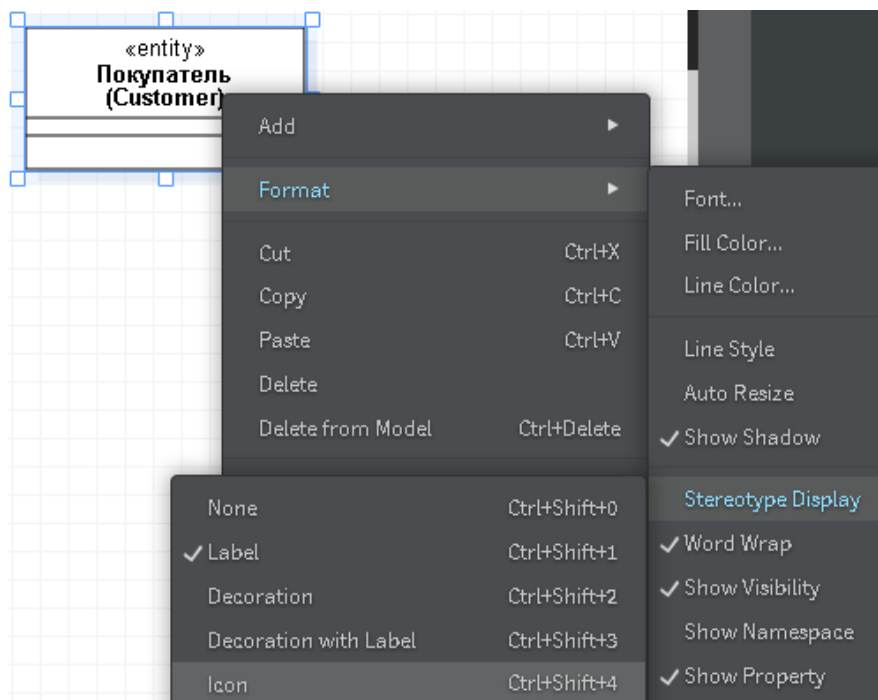 «entity»
Покупатель
(Customer)
Add
Format
Cut Ctrl+X
Copy Ctrl+C
Paste Ctrl+V
Delete
Delete from Model Ctrl+Delete
Font...
Fill Color...
Line Color...
Line Style
Auto Resize
Show Shadow
Stereotype Display
Word Wrap
Show Visibility
Show Namespace
Show Property
None Ctrl+Shift+0
Label Ctrl+Shift+1
Decoration Ctrl+Shift+2
Decoration with Label Ctrl+Shift+3
Icon Ctrl+Shift+4